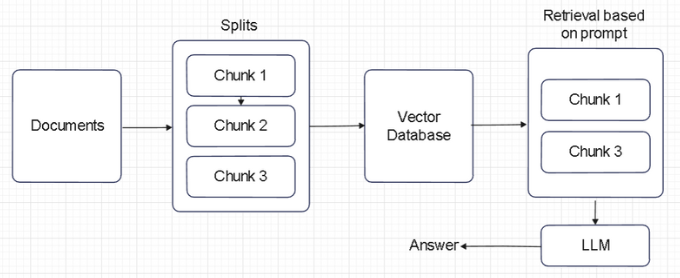 Splits
Retrieval based
on prompt
Documents
Chunk 1
Chunk 2
Chunk 3
Vector
Database
Chunk 1
Chunk 3
LLM
Answer